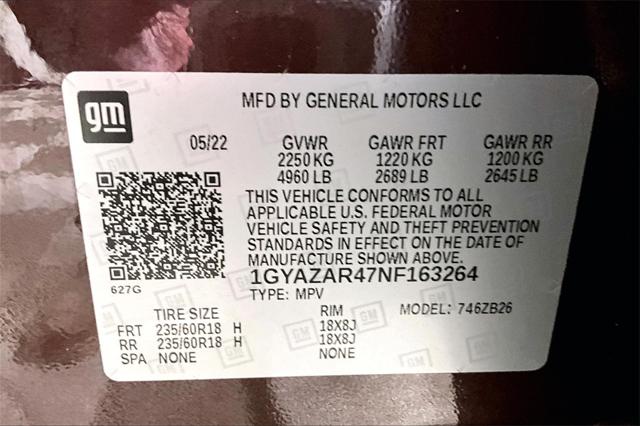 gm
MFD BY GENERAL MOTORS LLC
05/22 GVWR GAWR FRT GAWR RR
2250 KG 1220 KG 1200 KG
4960 LB 2689 LB 2645 LB
THIS VEHICLE CONFORMS TO ALL
APPLICABLE U.S. FEDERAL MOTOR
VEHICLE SAFETY AND THEFT PREVENTION
STANDARDS IN EFFECT ON THE DATE OF
MANUFACTURE SHOWN ABOVE.
627G
1GYAZAR47NF163264
TYPE: MPV
TIRE SIZE RIM MODEL: 746ZB26
FRT 235/60R18 H 18X8J
RR 235/60R18 H 18X8J
SPA NONE NONE